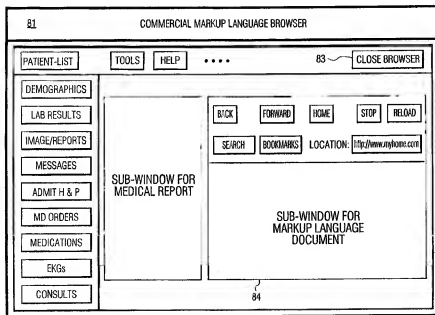 81 COMMERCIAL MARKUP LANGUAGE BROWSER
PATIENT-LIST TOOLS HELP •••• 83 CLOSE BROWSER
DEMOGRAPHICS
LAB RESULTS
IMAGE/REPORTS
MESSAGES
ADMIT H & P
MD ORDERS
MEDICATIONS
EKGs
CONSULTS
SUB-WINDOW FOR
MEDICAL REPORT
BACK FORWARD HOME STOP RELOAD
SEARCH BOOKMARKS LOCATION: http://www.myhome.com
SUB-WINDOW FOR
MARKUP LANGUAGE
DOCUMENT
84